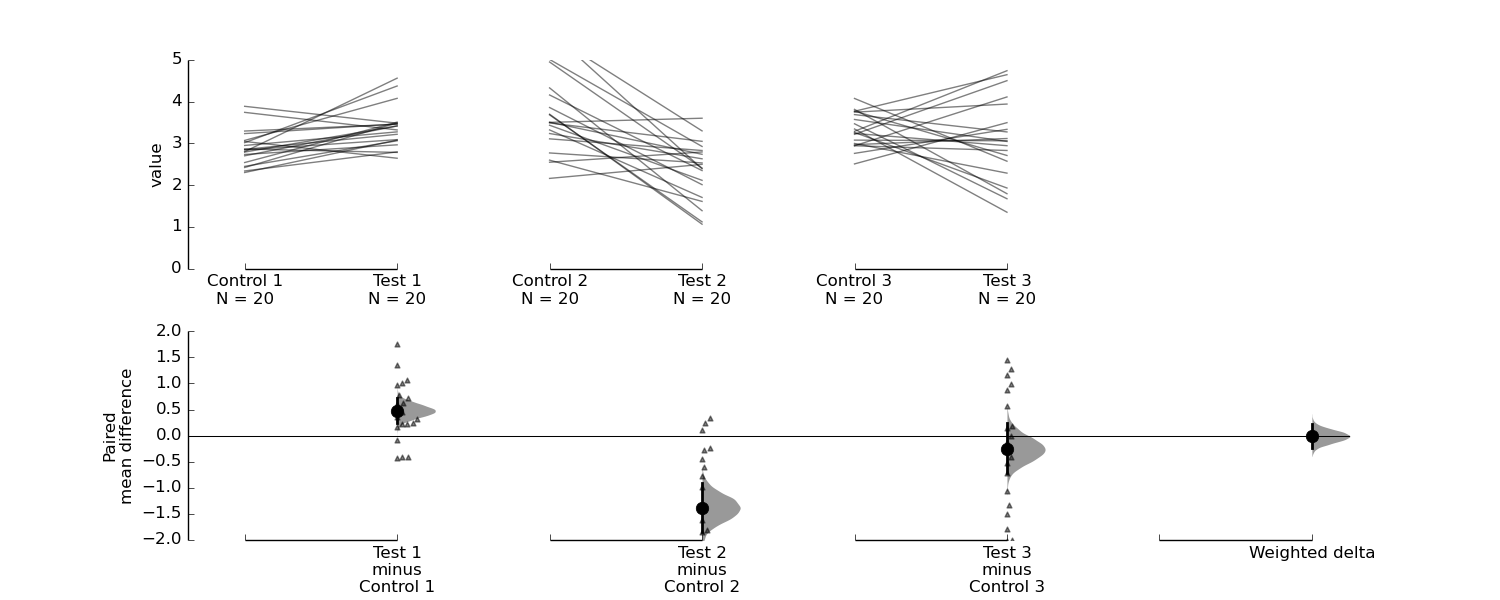 5
4
3
2
1
0
value
Control 1
N = 20
Test 1
N = 20
Control 2
N = 20
Test 2
N = 20
Control 3
N = 20
Test 3
N = 20
2.0
1.5
1.0
0.5
0.0
−0.5
−1.0
−1.5
−2.0
Paired
mean difference
Test 1
minus
Control 1
Test 2
minus
Control 2
Test 3
minus
Control 3
Weighted delta